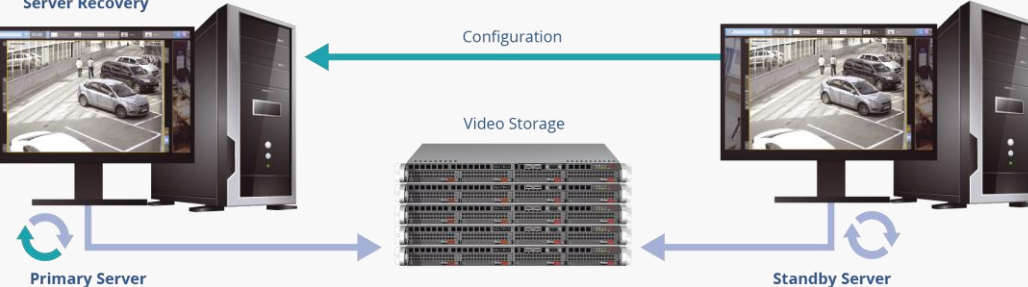 Server Recovery
Configuration
Video Storage
Primary Server
Standby Server